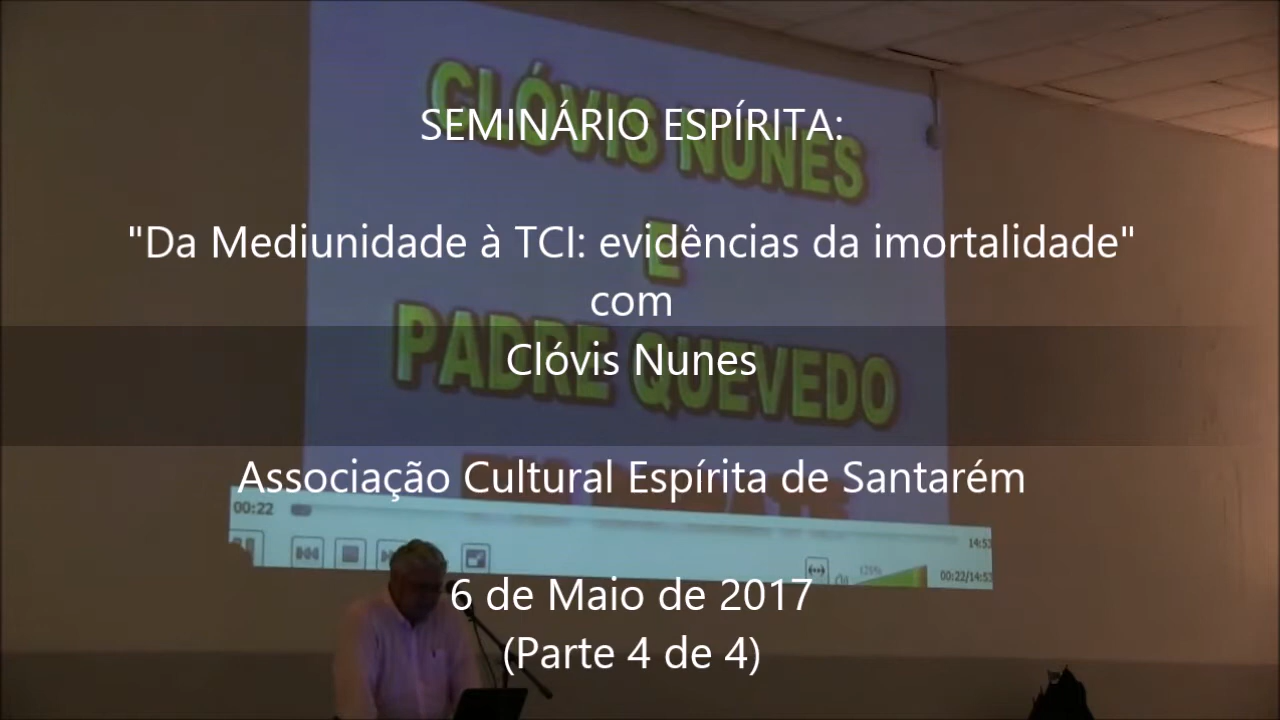 CLÓVIS NUNES
E
PADRE QUEVEDO
SEMINÁRIO ESPÍRITA:
"Da Mediunidade à TCI: evidências da imortalidade"
com
Clóvis Nunes
Associação Cultural Espírita de Santarém
6 de Maio de 2017
(Parte 4 de 4)
00:22
14:53
125%
00:22/14:53